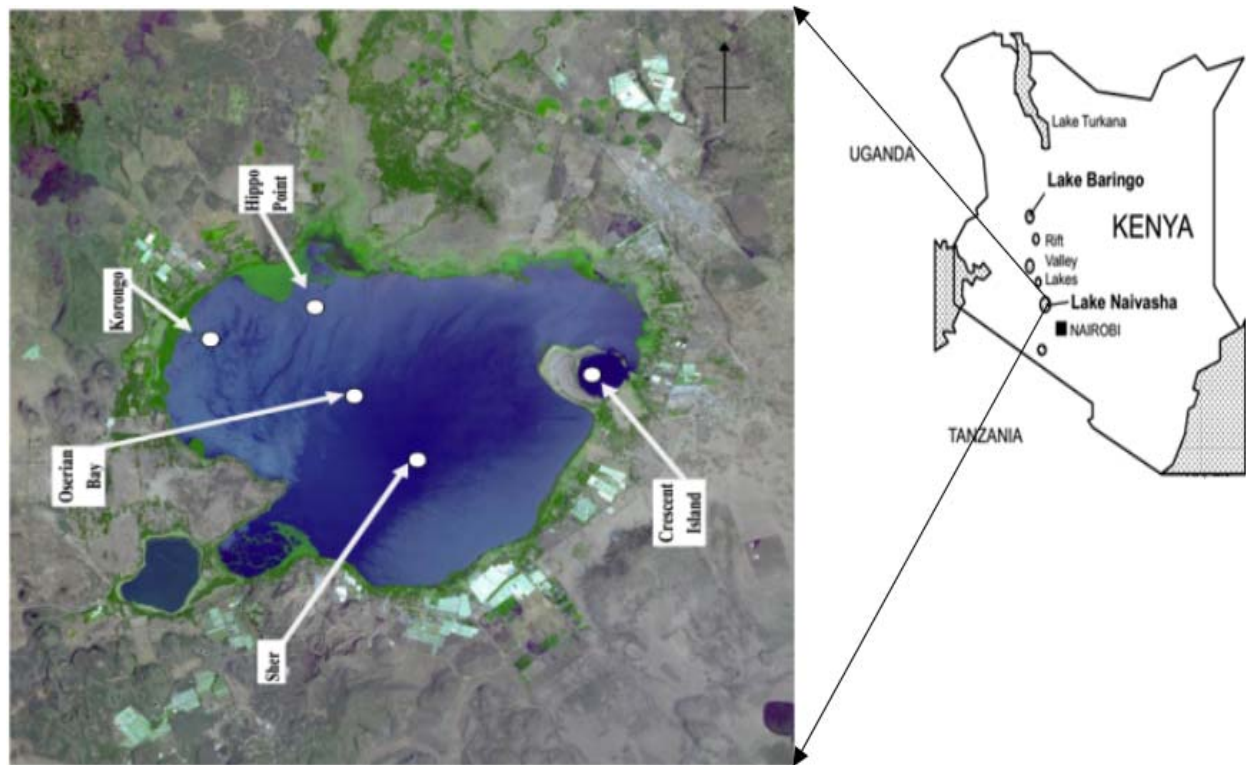 Hippo
Point
Korongo
Oserian
Bay
Sher
Crescent
Island
Lake Turkana
UGANDA
Lake Baringo
KENYA
Rift
Valley
Lakes
Lake Naivasha
NAIROBI
TANZANIA